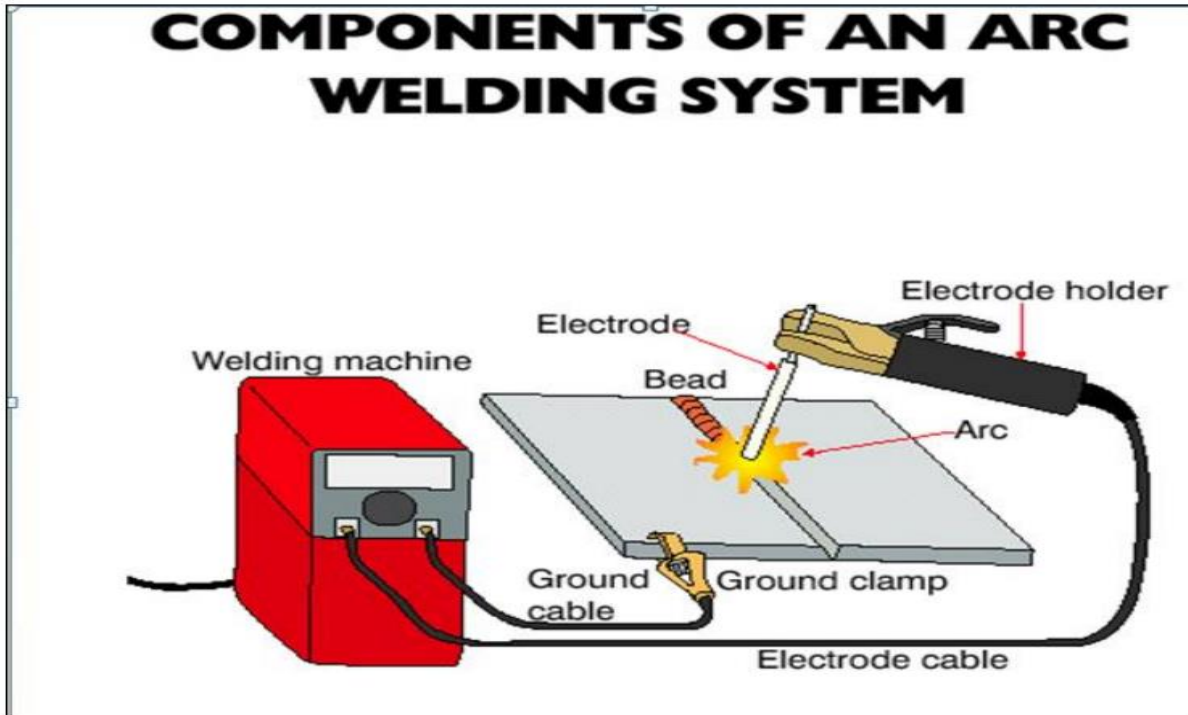 COMPONENTS OF AN ARC
WELDING SYSTEM
Electrode holder
Electrode
Welding machine
Bead
Arc
Ground
cable
Ground clamp
Electrode cable